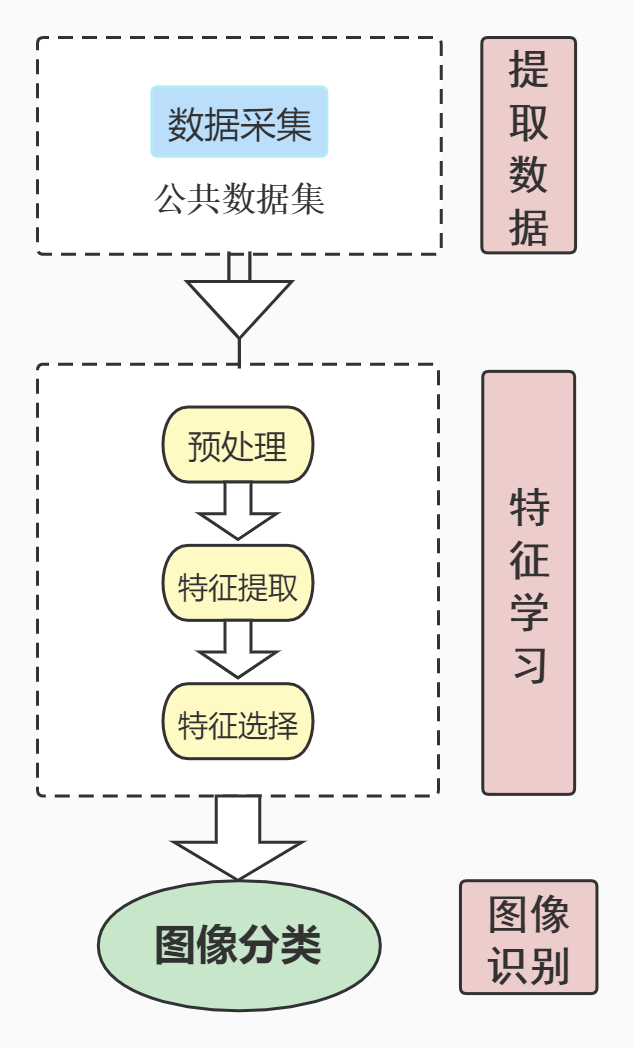 数据采集
公共数据集
提
取
数
据
预处理
特征提取
特征选择
特
征
学
习
图像分类
图像
识别